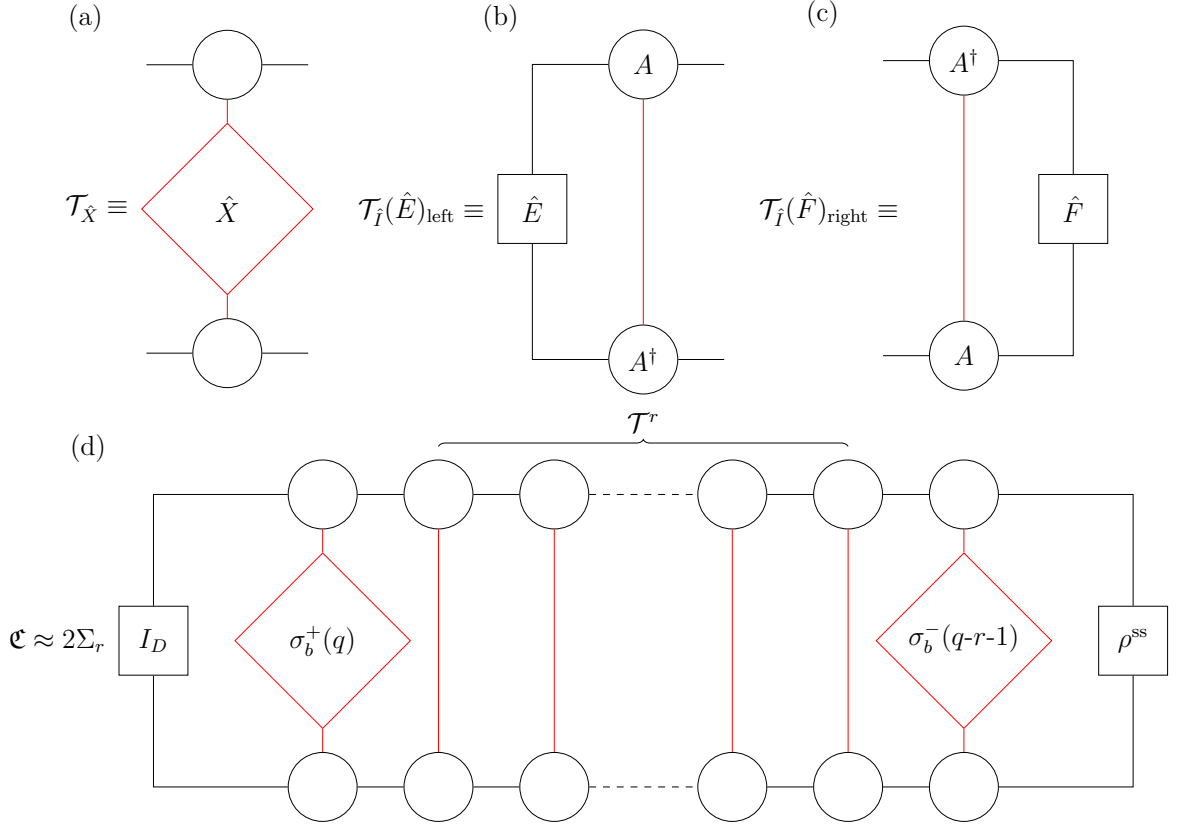 (a)
(b)
(c)
𝒯_X̂ ≡
X̂
𝒯_Î(Ê)_left ≡
Ê
A
A†
𝒯_Î(F̂)_right ≡
A†
A
F̂
(d)
𝒯^r
ℭ ≈ 2Σ_r
I_D
σ_b^+(q)
σ_b^-(q-r-1)
ρ^ss